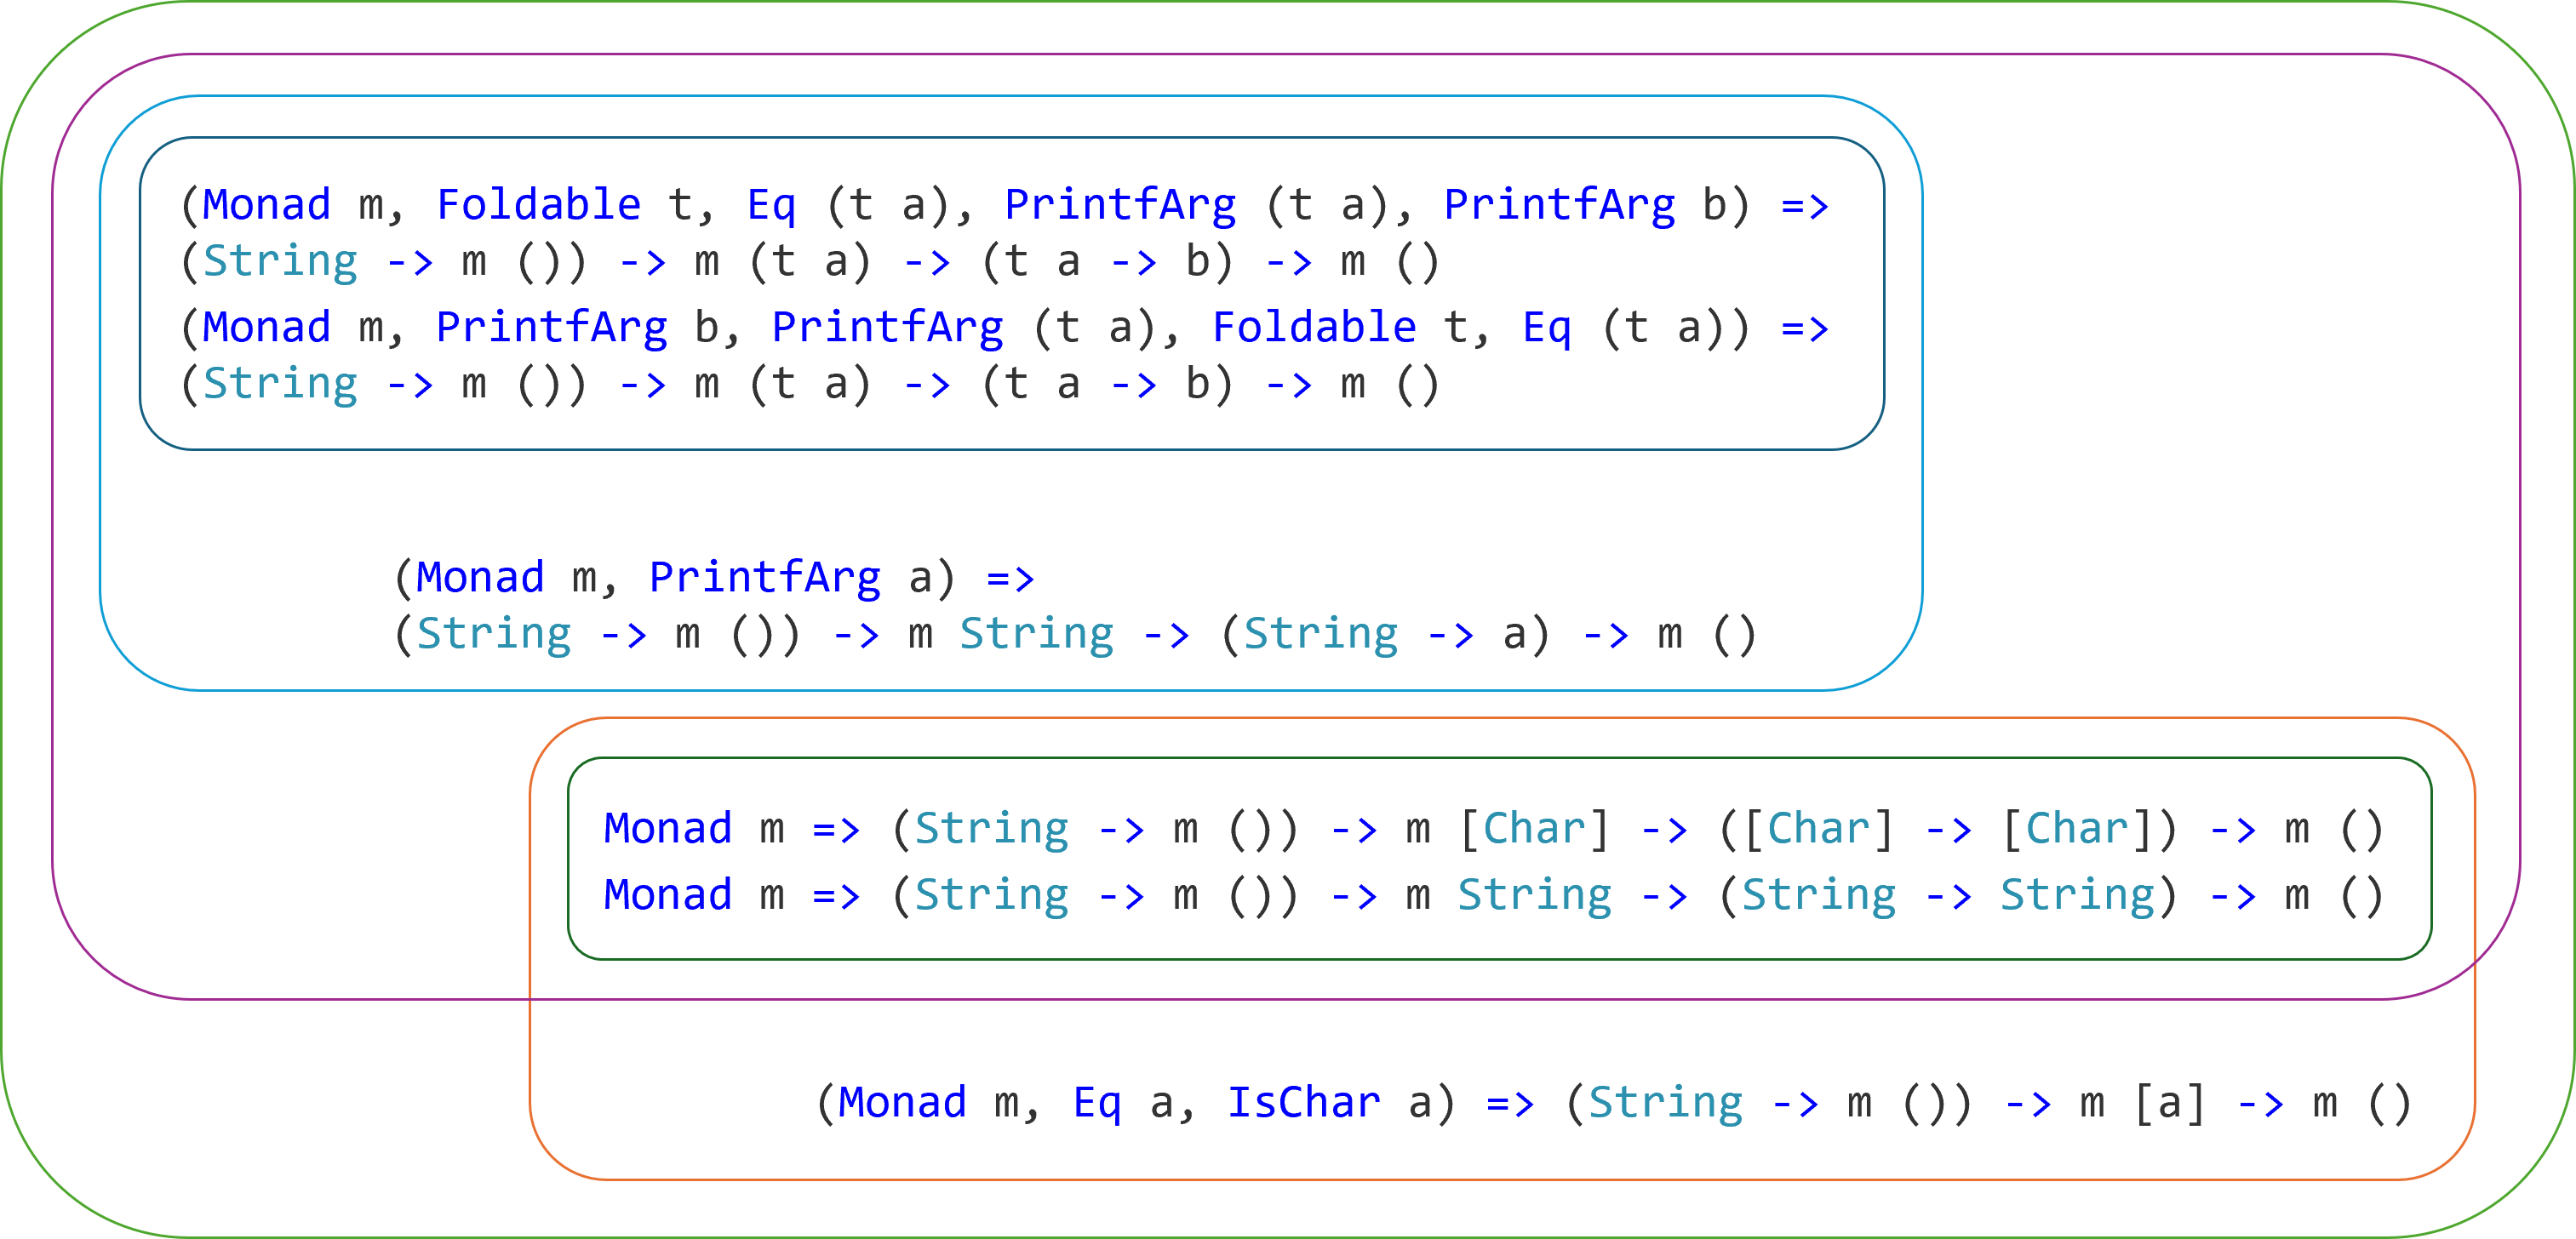 (Monad m, Foldable t, Eq (t a), PrintfArg (t a), PrintfArg b) =>
(String -> m ()) -> m (t a) -> (t a -> b) -> m ()
(Monad m, PrintfArg b, PrintfArg (t a), Foldable t, Eq (t a)) =>
(String -> m ()) -> m (t a) -> (t a -> b) -> m ()
(Monad m, PrintfArg a) =>
(String -> m ()) -> m String -> (String -> a) -> m ()
Monad m => (String -> m ()) -> m [Char] -> ([Char] -> [Char]) -> m ()
Monad m => (String -> m ()) -> m String -> (String -> String) -> m ()
(Monad m, Eq a, IsChar a) => (String -> m ()) -> m [a] -> m ()